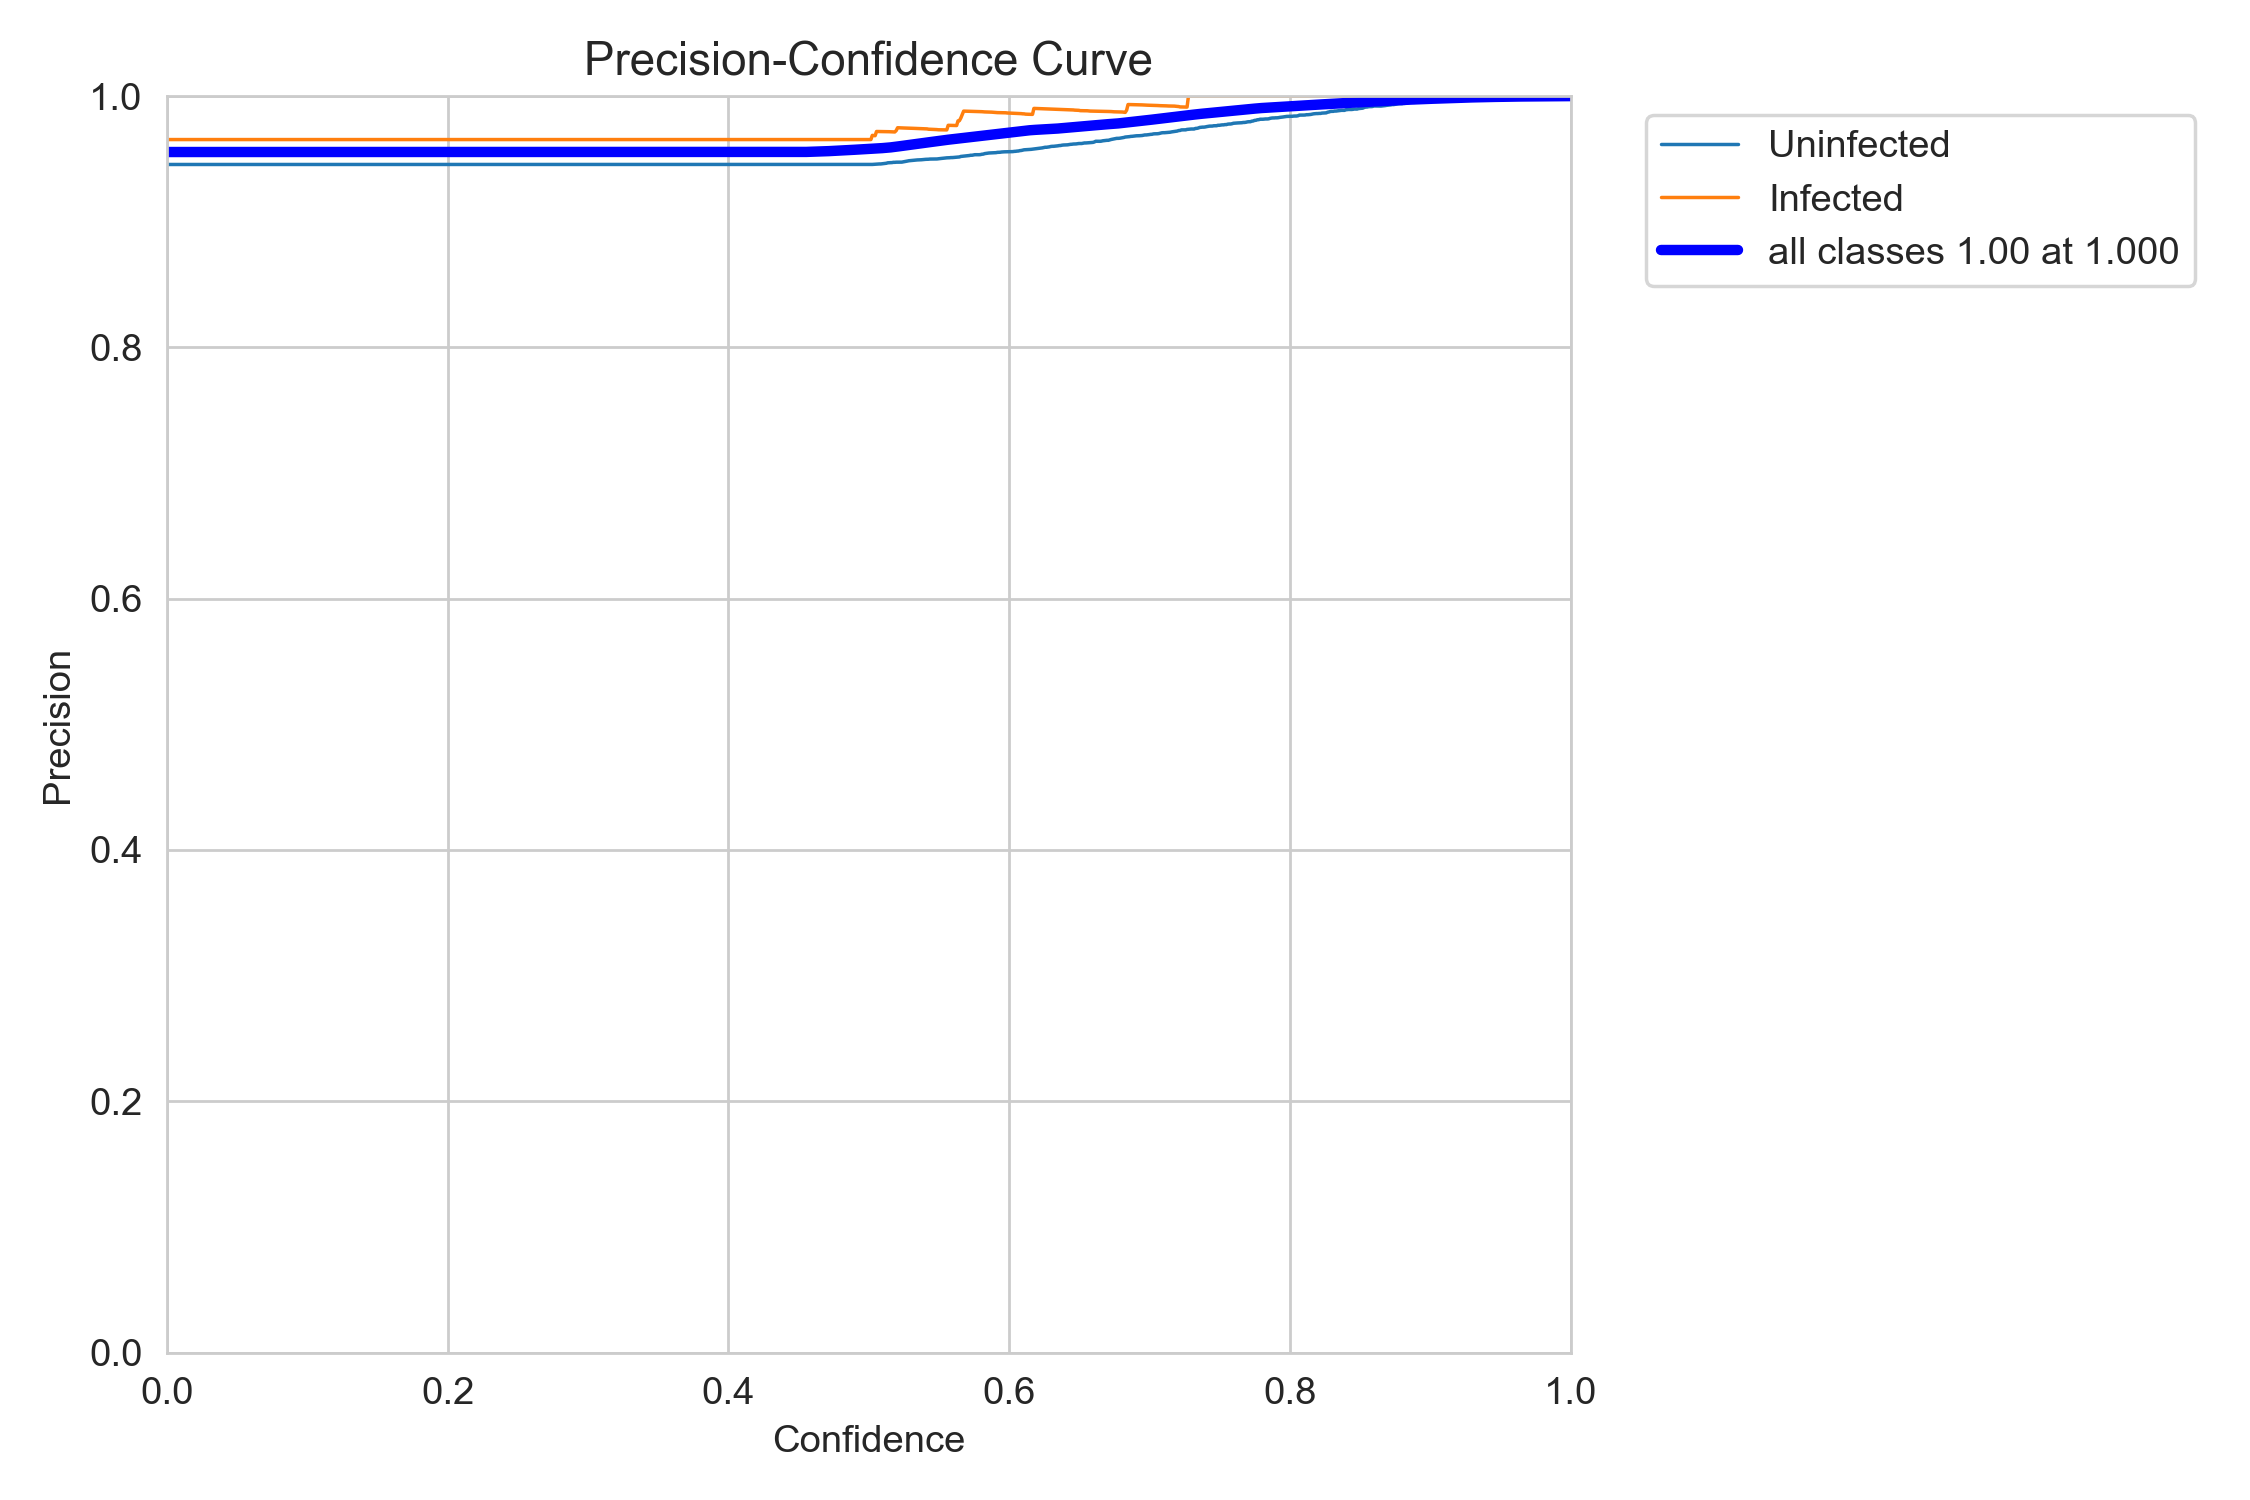 Precision-Confidence Curve
1.0
0.8
0.6
0.4
0.2
0.0
Precision
0.0 0.2 0.4 0.6 0.8 1.0
Confidence
Uninfected
Infected
all classes 1.00 at 1.000